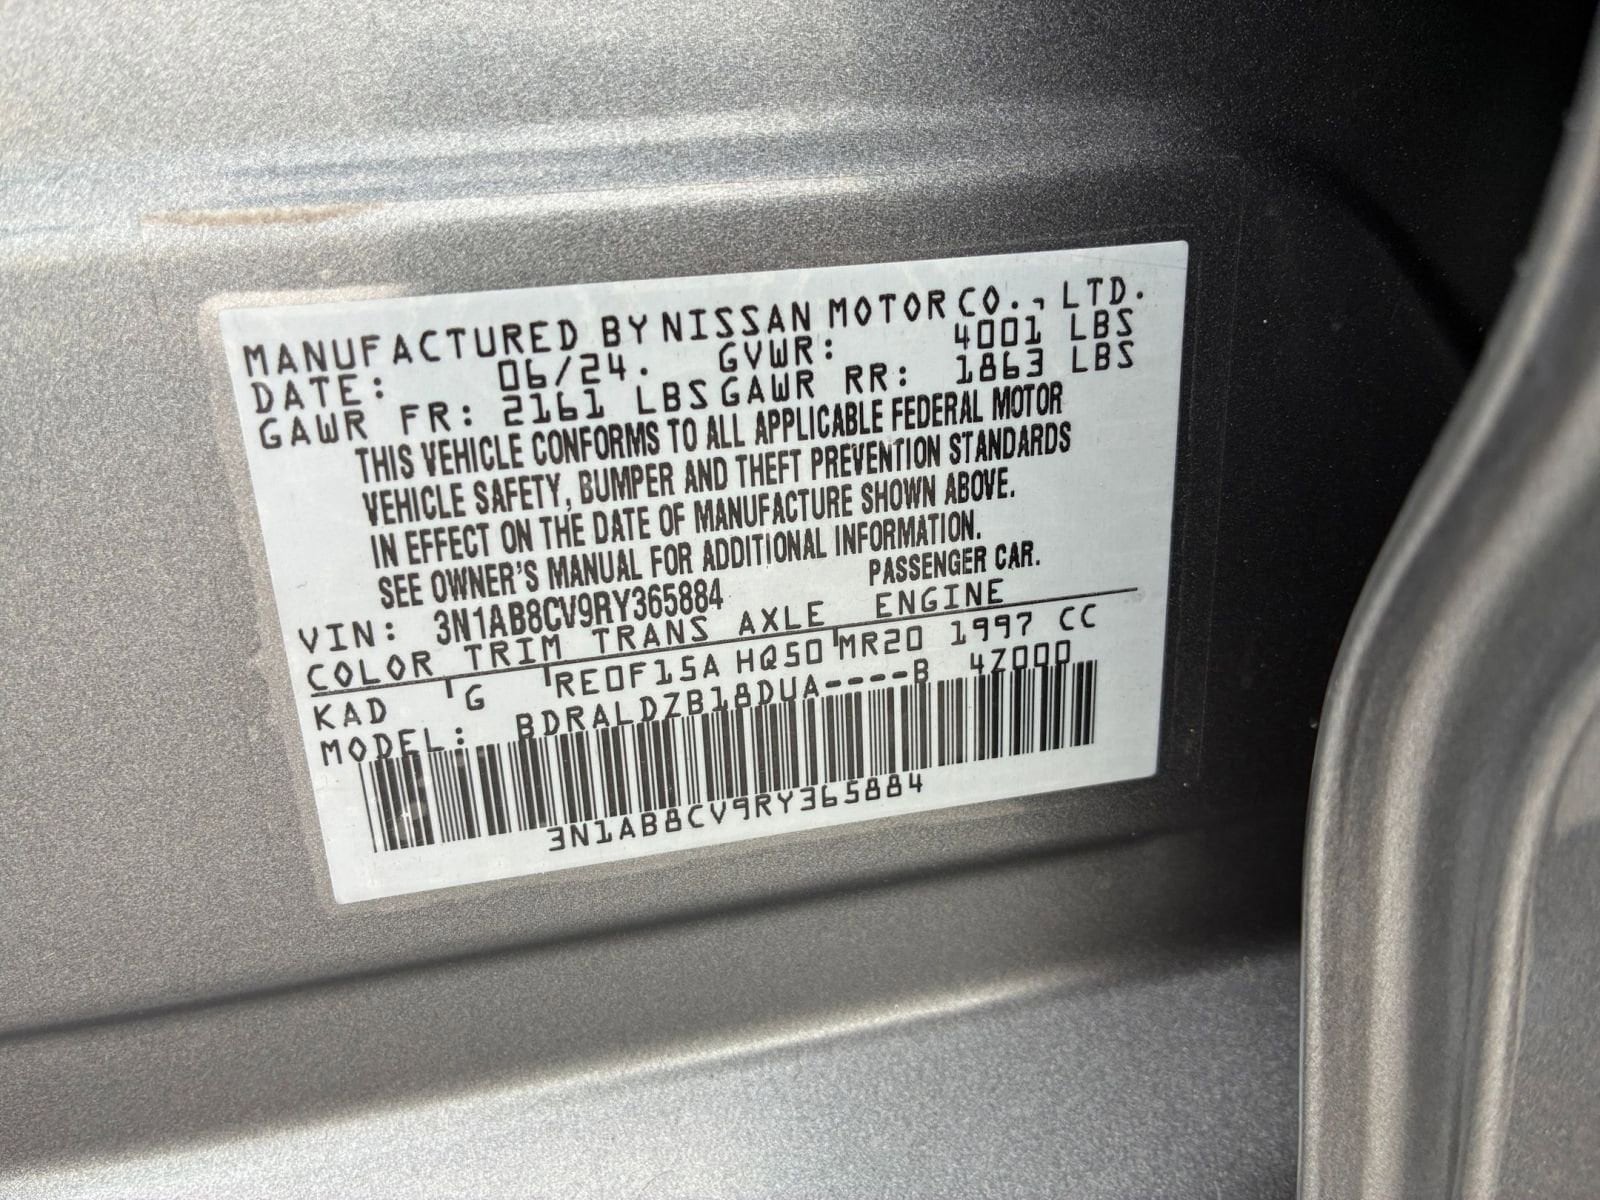 MANUFACTURED BY NISSAN MOTOR CO., LTD.
DATE: 06/24. GVWR: 4001 LBS
GAWR FR: 2161 LBS GAWR RR: 1863 LBS
THIS VEHICLE CONFORMS TO ALL APPLICABLE FEDERAL MOTOR
VEHICLE SAFETY, BUMPER AND THEFT PREVENTION STANDARDS
IN EFFECT ON THE DATE OF MANUFACTURE SHOWN ABOVE.
SEE OWNER'S MANUAL FOR ADDITIONAL INFORMATION.
VIN: 3N1AB8CV9RY365884 PASSENGER CAR.
COLOR TRIM TRANS AXLE ENGINE
KAD G RE0F15A HQ50 MR20 1997 CC
MODEL: BDRALDZB18DUA----B 4Z000
3N1AB8CV9RY365884